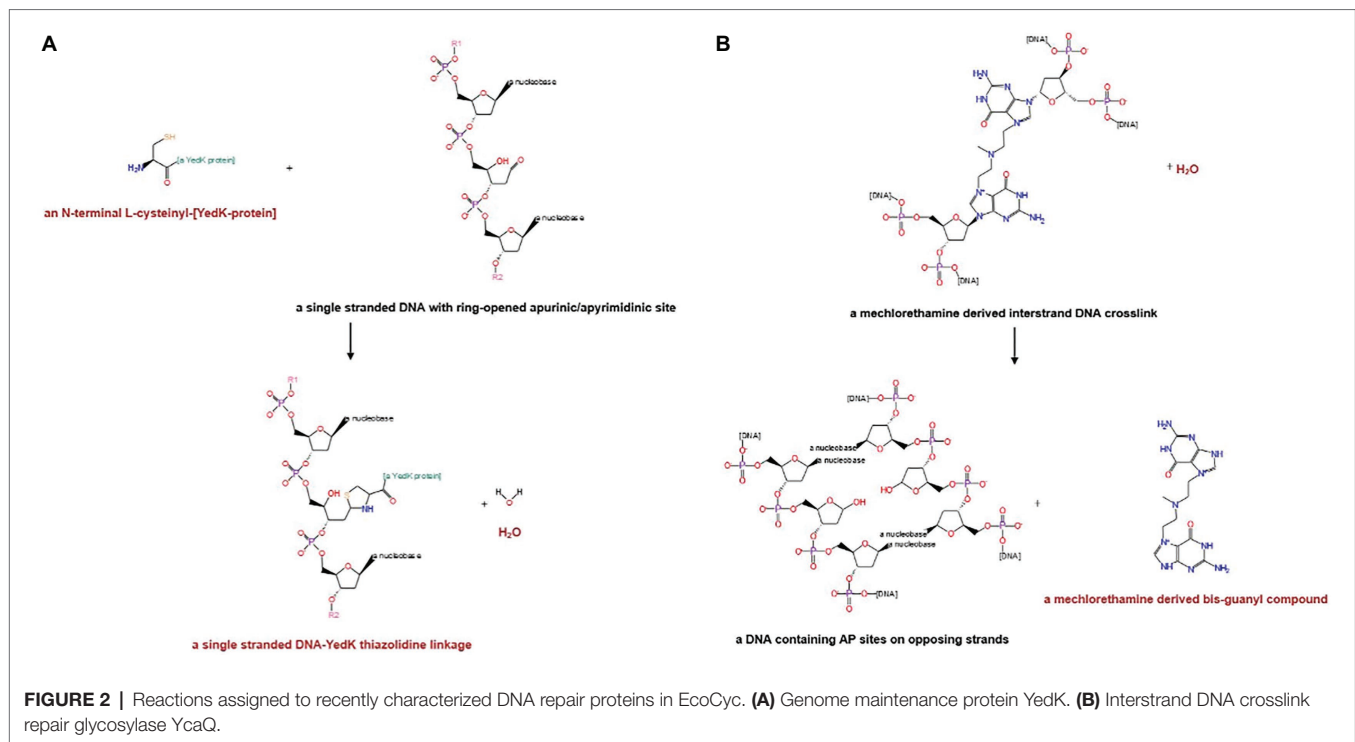 A
B
SH
H₂N
O
[a YedK protein]
an N-terminal L-cysteinyl-[YedK-protein]
+
R1
a nucleobase
OH
a nucleobase
R2
a single stranded DNA with ring-opened apurinic/apyrimidinic site
R1
a nucleobase
[a YedK protein]
OH
S
NH
O
a nucleobase
R2
+
H O H
H₂O
a single stranded DNA-YedK thiazolidine linkage
[DNA]
[DNA]
NH₂
HN
[DNA]
NH
NH₂
[DNA]
+ H₂O
a mechlorethamine derived interstrand DNA crosslink
[DNA]
[DNA]
a nucleobase
a nucleobase
HO
OH
a nucleobase
a nucleobase
[DNA]
[DNA]
+
a DNA containing AP sites on opposing strands
H₂N
NH
HN
NH
HN
NH₂
a mechlorethamine derived bis-guanyl compound
FIGURE 2 | Reactions assigned to recently characterized DNA repair proteins in EcoCyc. (A) Genome maintenance protein YedK. (B) Interstrand DNA crosslink
repair glycosylase YcaQ.